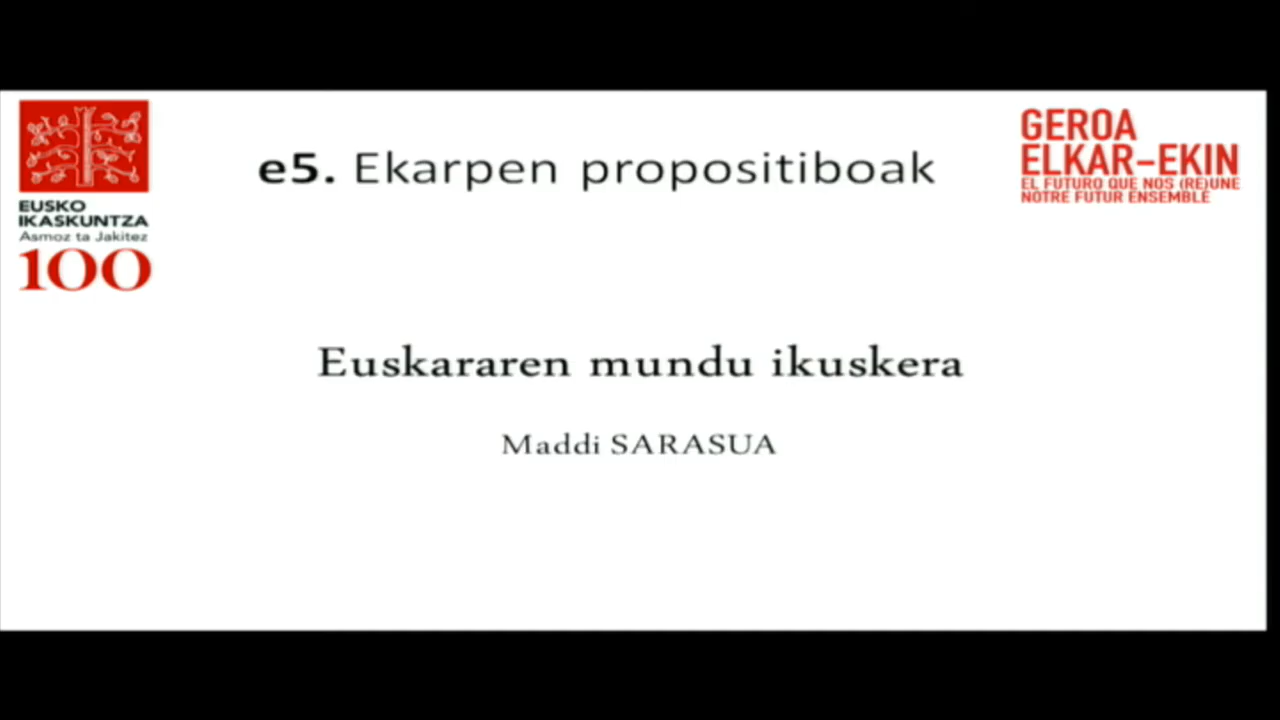 EUSKO
IKASKUNTZA
Asmoz ta Jakitez
100
e5. Ekarpen propositiboak
GEROA
ELKAR-EKIN
EL FUTURO QUE NOS (RE)UNE
NOTRE FUTUR ENSEMBLE
Euskararen mundu ikuskera
Maddi SARASUA